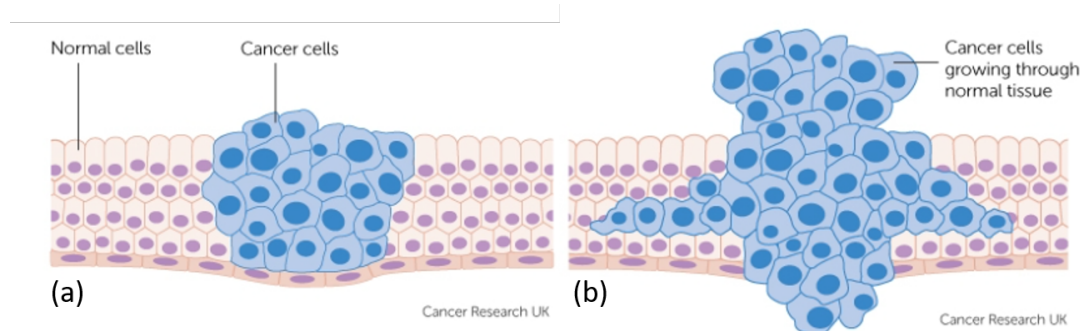 Normal cells
Cancer cells
Cancer cells
growing through
normal tissue
(a)
Cancer Research UK
(b)
Cancer Research UK